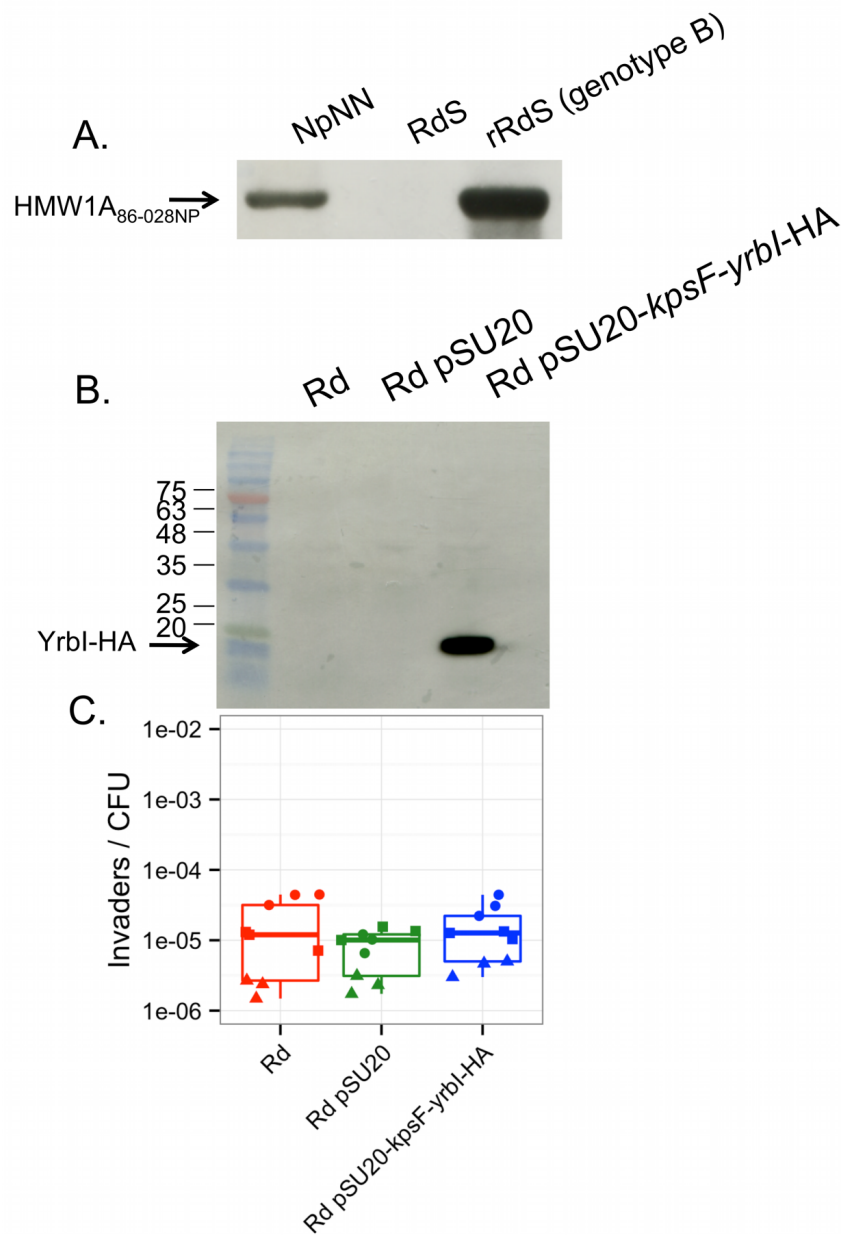 A.
NpNN
RdS
rRdS (genotype B)
HMW1A86-028NP
B.
Rd
Rd pSU20
Rd pSU20-kpsF-yrbI-HA
75
63
48
35
25
20
YrbI-HA
C.
Invaders / CFU
1e-02
1e-03
1e-04
1e-05
1e-06
Rd
Rd pSU20
Rd pSU20-kpsF-yrbI-HA